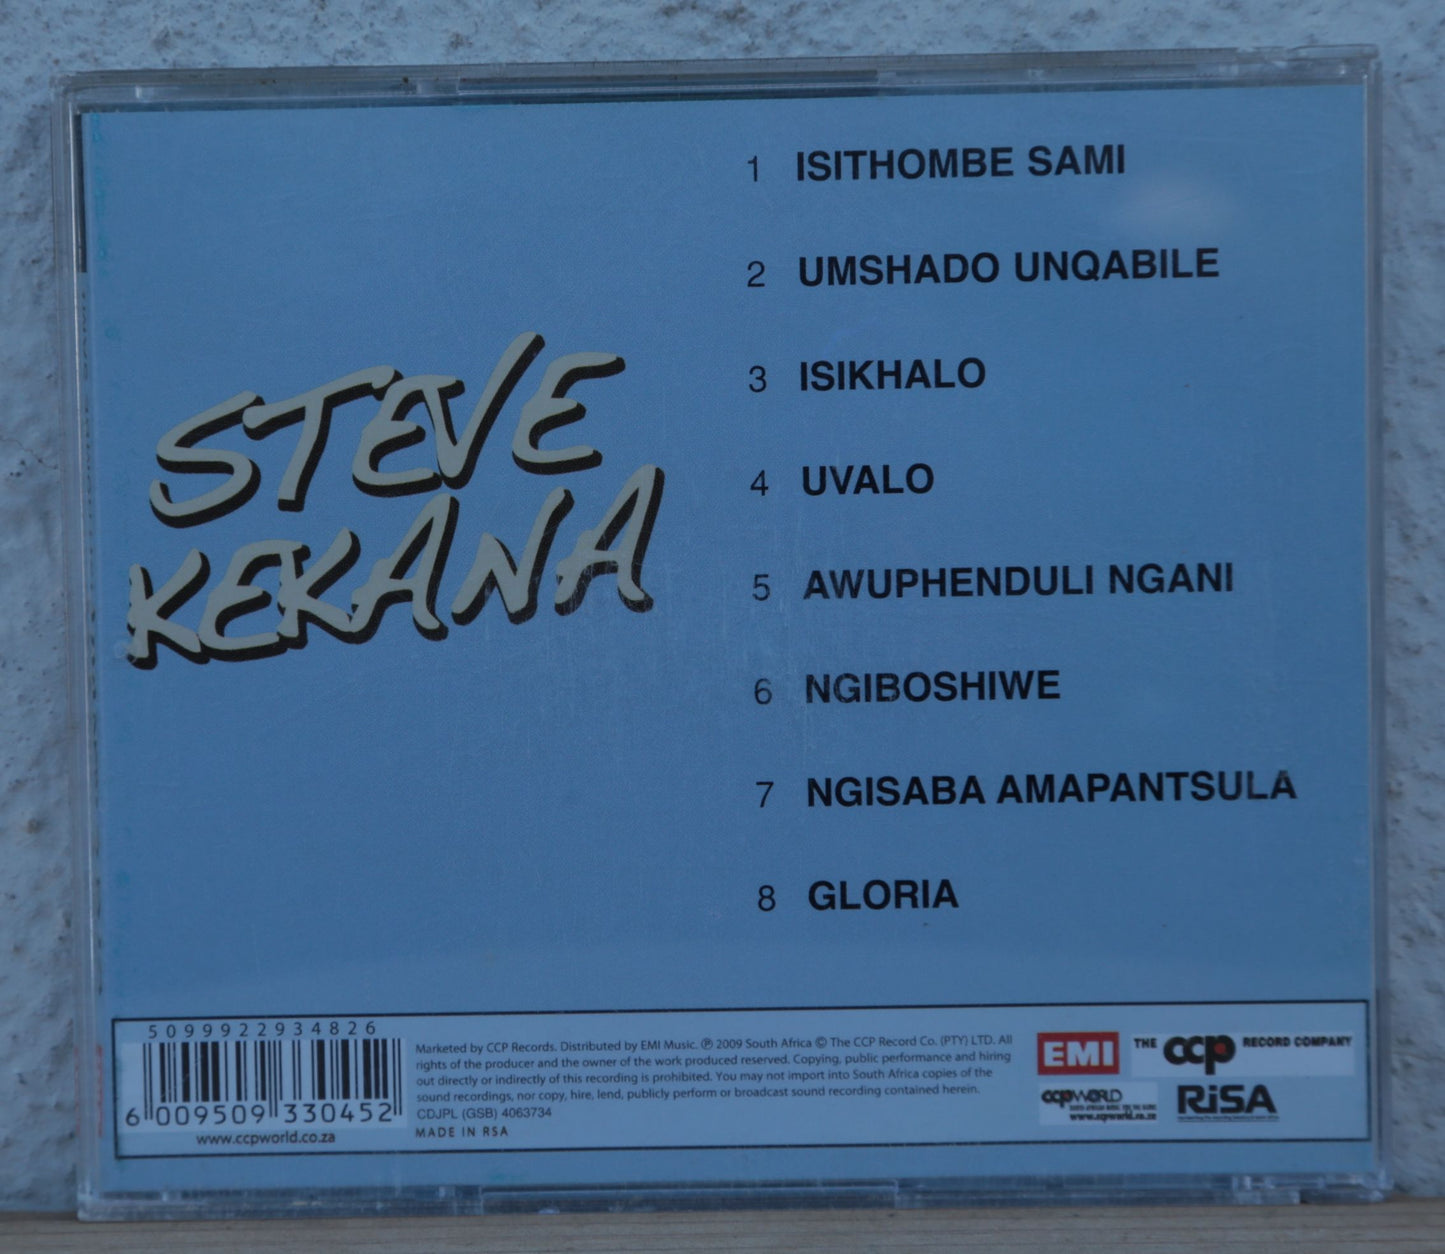 STEVE
KEKANA
1 ISITHOMBE SAMI
2 UMSHADO UNQABILE
3 ISIKHALO
4 UVALO
5 AWUPHENDULI NGANI
6 NGIBOSHIWE
7 NGISABA AMAPANTSULA
8 GLORIA
5099922934826
6 009509 330452
www.ccpworld.co.za
Marketed by CCP Records. Distributed by EMI Music. ℗ 2009 South Africa © The CCP Record Co. (PTY) LTD. All
rights of the producer and the owner of the work produced reserved. Copying, public performance and hiring
out directly or indirectly of this recording is prohibited. You may not import into South Africa copies of the
sound recordings, nor copy, hire, lend, publicly perform or broadcast sound recording contained herein.
CDJPL (GSB) 4063734
MADE IN RSA
EMI
THE ccp RECORD COMPANY
ccpWORLD
www.ccpworld.co.za
RiSA